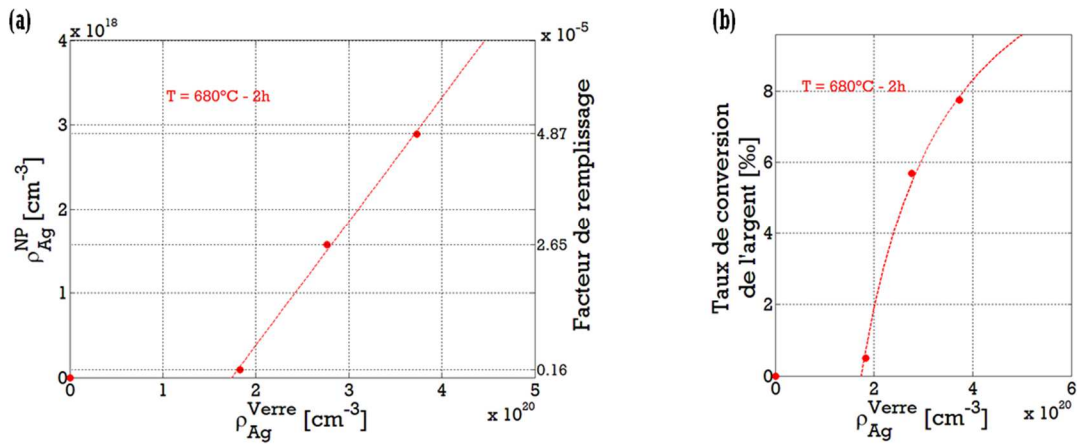 (a)
x 10^18
x 10^-5
4
3
2
1
0
ρ_Ag^NP [cm^-3]
T = 680°C - 2h
4.87
2.65
0.16
Facteur de remplissage
0 1 2 3 4 5
x 10^20
ρ_Ag^Verre [cm^-3]
(b)
8
6
4
2
0
Taux de conversion
de l'argent [‰]
T = 680°C - 2h
0 2 4 6
x 10^20
ρ_Ag^Verre [cm^-3]